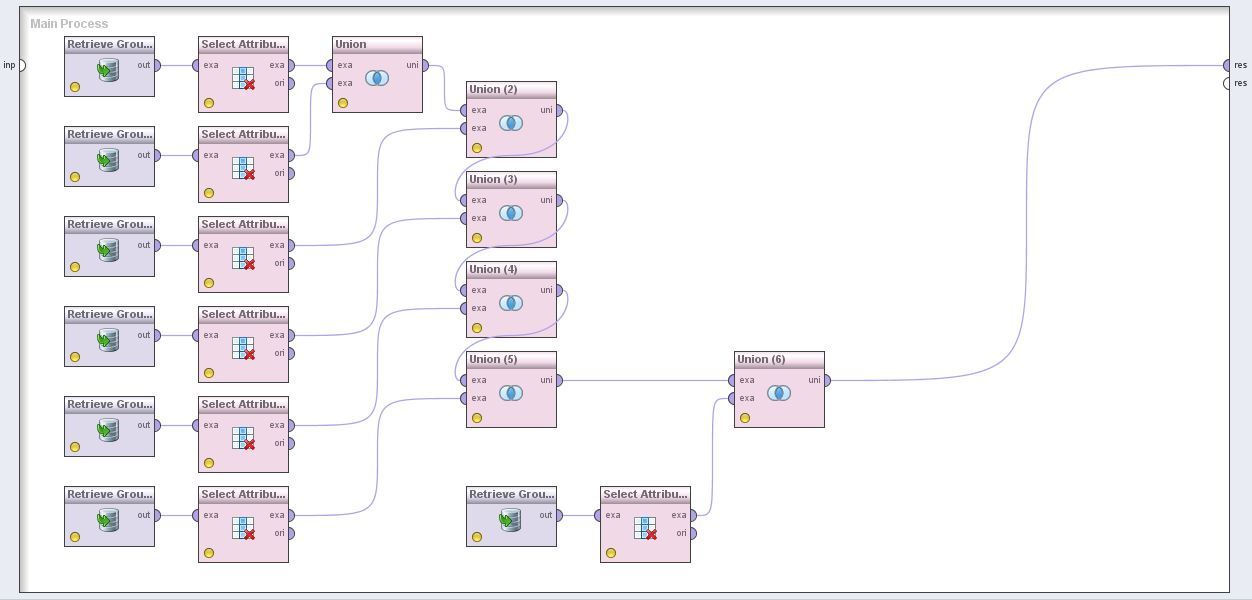 Main Process
inp
res
res
Retrieve Grou...
out
Select Attribu...
exa
exa
ori
Union
exa
uni
exa
Union (2)
exa
uni
exa
Retrieve Grou...
out
Select Attribu...
exa
exa
ori
Union (3)
exa
uni
exa
Retrieve Grou...
out
Select Attribu...
exa
exa
ori
Union (4)
exa
uni
exa
Retrieve Grou...
out
Select Attribu...
exa
exa
ori
Union (5)
exa
uni
exa
Union (6)
exa
uni
exa
Retrieve Grou...
out
Select Attribu...
exa
exa
ori
Retrieve Grou...
out
Select Attribu...
exa
exa
ori
Retrieve Grou...
out
Select Attribu...
exa
exa
ori